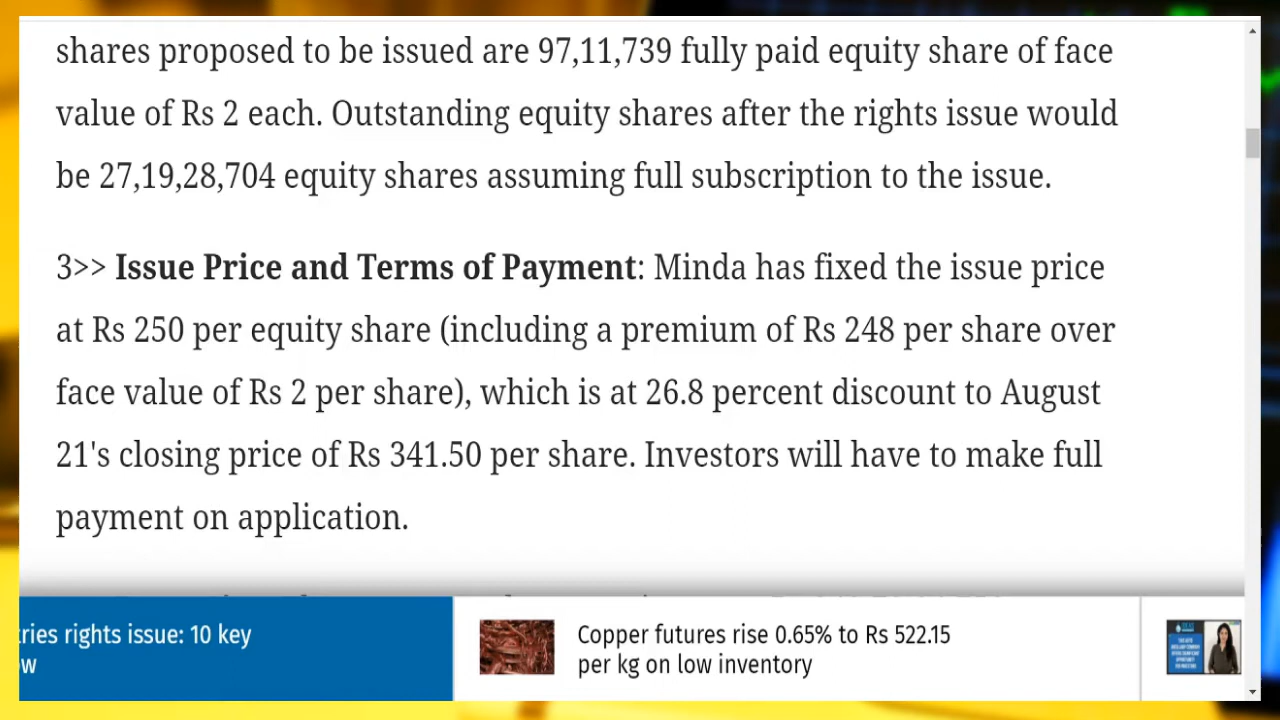 shares proposed to be issued are 97,11,739 fully paid equity share of face
value of Rs 2 each. Outstanding equity shares after the rights issue would
be 27,19,28,704 equity shares assuming full subscription to the issue.
3>> Issue Price and Terms of Payment: Minda has fixed the issue price
at Rs 250 per equity share (including a premium of Rs 248 per share over
face value of Rs 2 per share), which is at 26.8 percent discount to August
21's closing price of Rs 341.50 per share. Investors will have to make full
payment on application.
ries rights issue: 10 key
ow
Copper futures rise 0.65% to Rs 522.15
per kg on low inventory